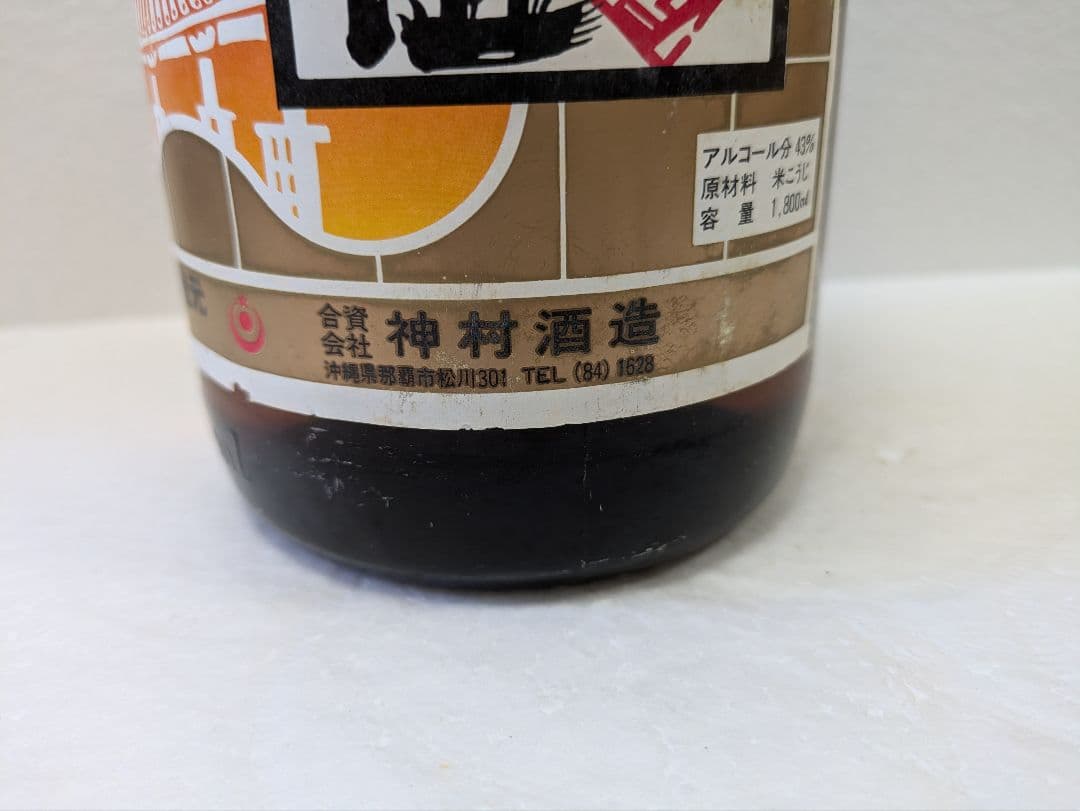 アルコール分 43%
原材料 米こうじ
容量 1,800ml
元
合資会社 神村酒造
沖縄県那覇市松川301 TEL (84) 1628